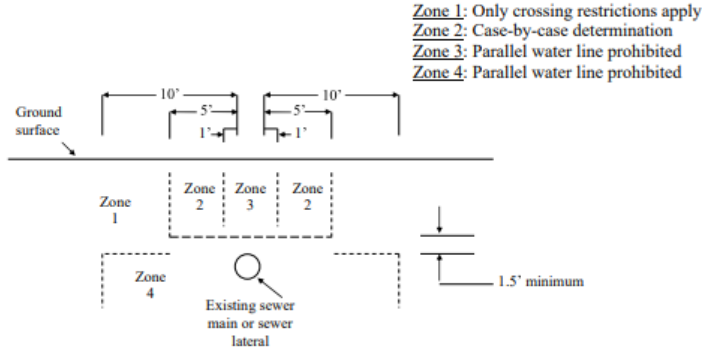 Zone 1: Only crossing restrictions apply
Zone 2: Case-by-case determination
Zone 3: Parallel water line prohibited
Zone 4: Parallel water line prohibited
10’ 10’
5’ 5’
1’ 1’
Ground
surface
Zone Zone Zone
2 3 2
Zone
1
Zone
4
1.5’ minimum
Existing sewer
main or sewer
lateral